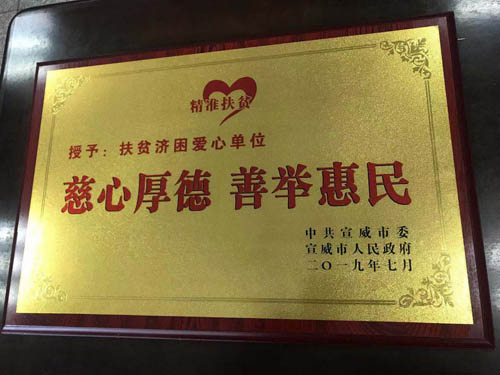 精准扶贫
授予：扶贫济困爱心单位
慈心厚德 善举惠民
中共宣威市委
宣威市人民政府
二〇一九年七月